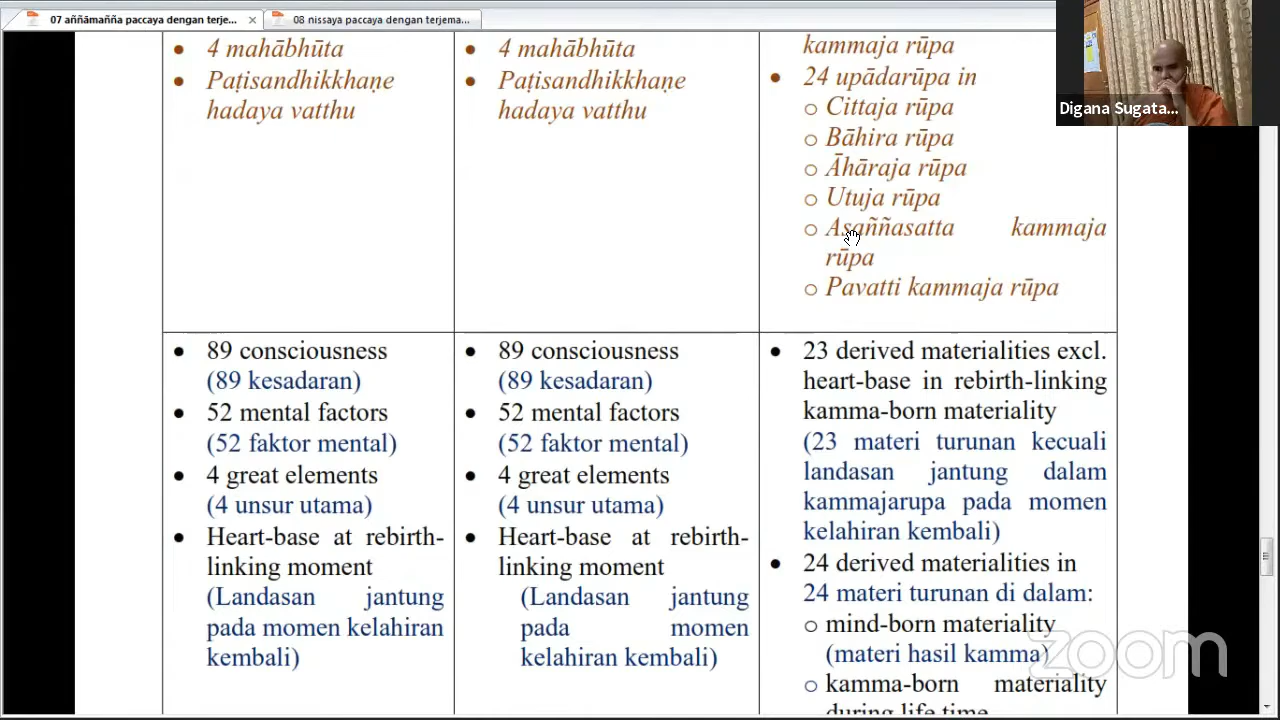 07 aññāmañña paccaya dengan terje...
08 nissaya paccaya dengan terjema...
4 mahābhūta
Paṭisandhikkhaṇe
hadaya vatthu
4 mahābhūta
Paṭisandhikkhaṇe
hadaya vatthu
kammaja rūpa
24 upādarūpa in
Cittaja rūpa
Bāhira rūpa
Āhāraja rūpa
Utuja rūpa
Asaññasatta kammaja
rūpa
Pavatti kammaja rūpa
Digana Sugata...
89 consciousness
(89 kesadaran)
52 mental factors
(52 faktor mental)
4 great elements
(4 unsur utama)
Heart-base at rebirth-
linking moment
(Landasan jantung
pada momen kelahiran
kembali)
89 consciousness
(89 kesadaran)
52 mental factors
(52 faktor mental)
4 great elements
(4 unsur utama)
Heart-base at rebirth-
linking moment
(Landasan jantung
pada momen
kelahiran kembali)
23 derived materialities excl.
heart-base in rebirth-linking
kamma-born materiality
(23 materi turunan kecuali
landasan jantung dalam
kammajarupa pada momen
kelahiran kembali)
24 derived materialities in
24 materi turunan di dalam:
mind-born materiality
(materi hasil kamma)
kamma-born materiality
during life time
zoom